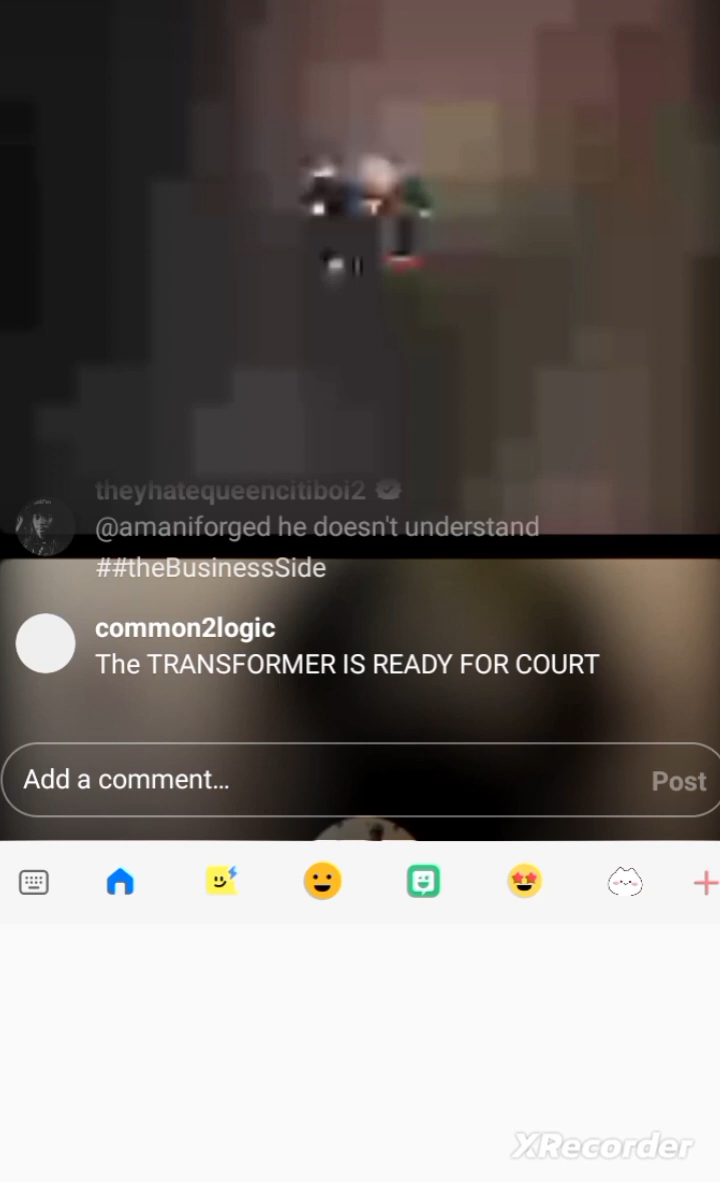 theyhatequeencitiboi2
@amaniforged he doesn't understand
##theBusinessSide
common2logic
The TRANSFORMER IS READY FOR COURT
Add a comment...
Post
XRecorder